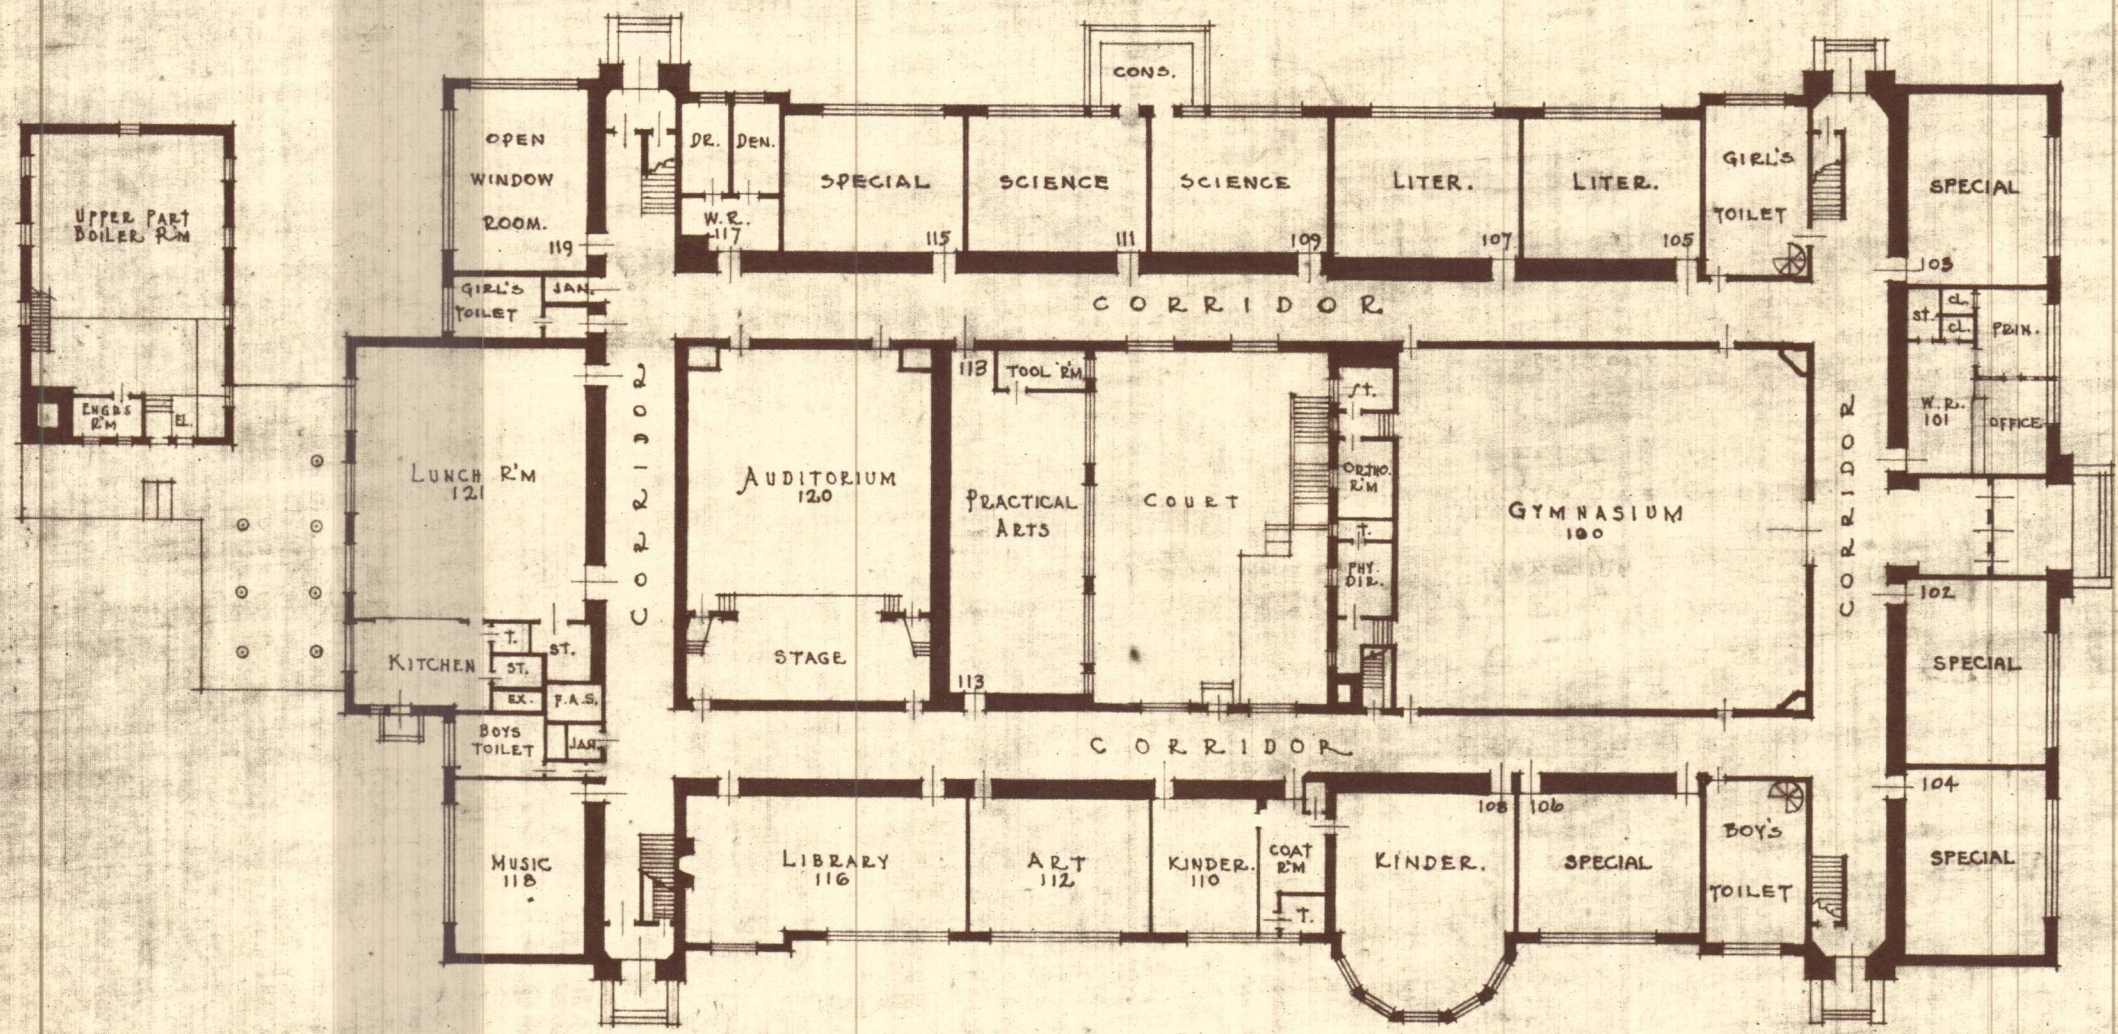 CONS.
OPEN
WINDOW
ROOM.
119
DR.
DEN.
W.R.
117
SPECIAL
115
SCIENCE
111
SCIENCE
109
LITER.
107
LITER.
105
GIRL'S
TOILET
SPECIAL
103
UPPER PART
BOILER R'M
ENGR'S
R'M
EL.
GIRL'S
TOILET
JAN.
CORRIDOR
ST.
CL.
CL.
PRIN.
W.R.
101
OFFICE
LUNCH R'M
121
CORRIDOR
AUDITORIUM
120
STAGE
113
TOOL R'M
PRACTICAL
ARTS
113
COURT
ST.
ORTHO.
R'M
T.
PHY.
DIR.
GYMNASIUM
100
CORRIDOR
102
SPECIAL
KITCHEN
T.
ST.
ST.
EX.
F.A.S.
BOYS
TOILET
JAN.
CORRIDOR
MUSIC
118
LIBRARY
116
ART
112
KINDER.
110
COAT
R'M
T.
108
KINDER.
106
SPECIAL
BOY'S
TOILET
104
SPECIAL